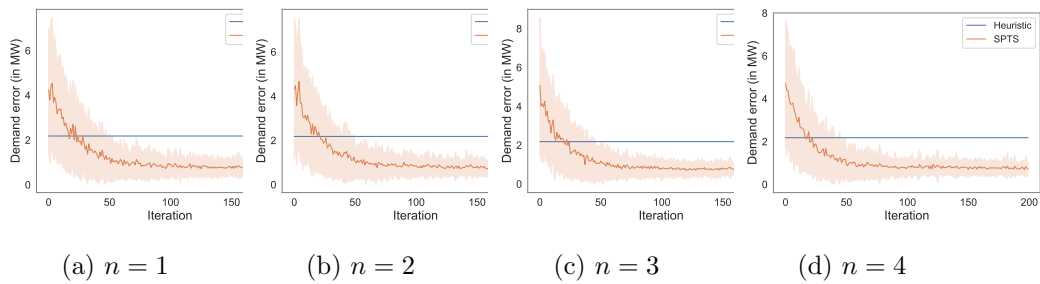 Demand error (in MW)
6
4
2
0
0
50
100
150
Iteration
(a) n = 1
Demand error (in MW)
6
4
2
0
0
50
100
150
Iteration
(b) n = 2
Demand error (in MW)
8
6
4
2
0
0
50
100
150
Iteration
(c) n = 3
Demand error (in MW)
8
6
4
2
0
0
50
100
150
200
Iteration
Heuristic
SPTS
(d) n = 4